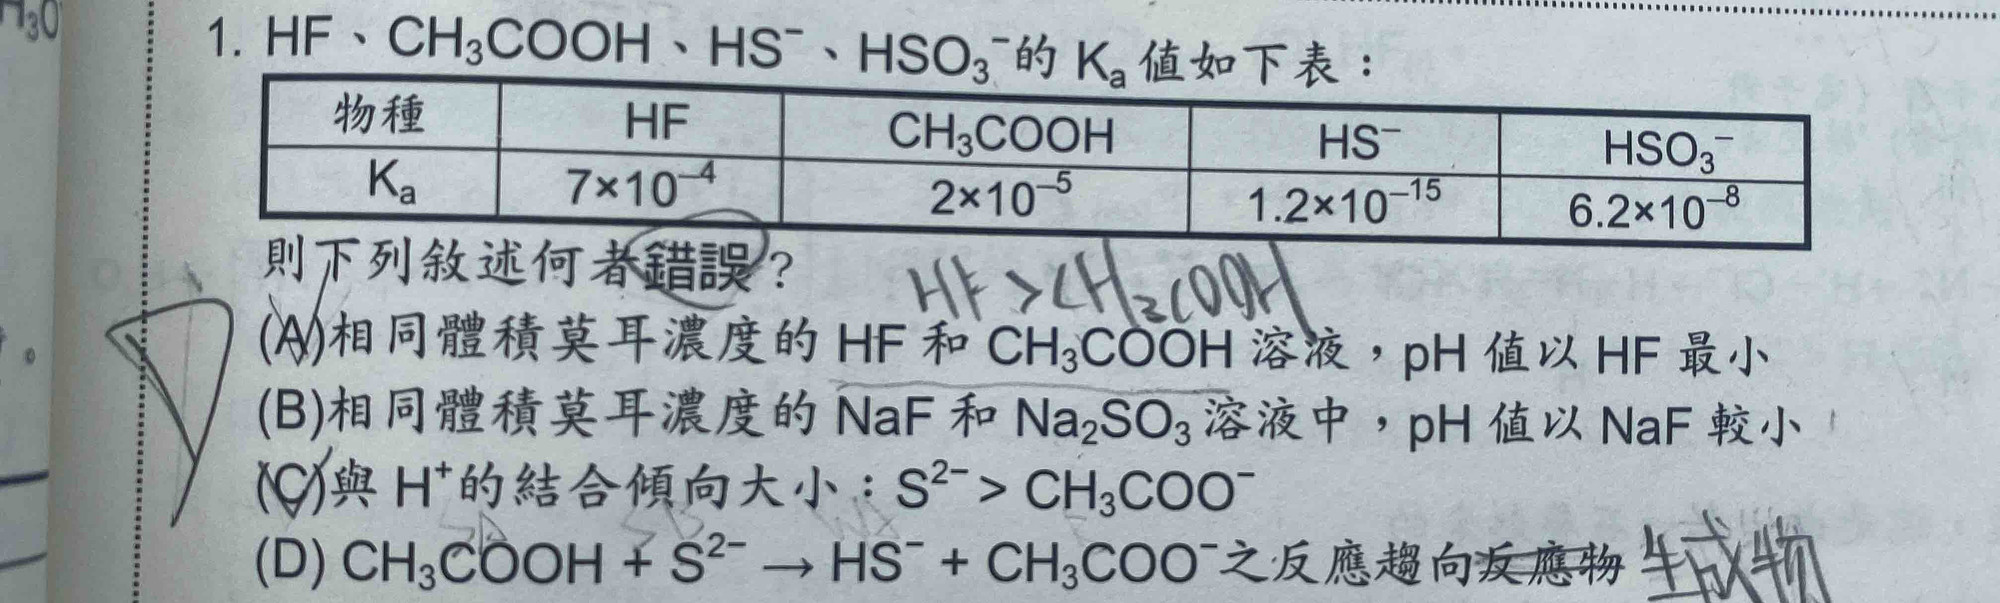 H₃O
1. HF、CH₃COOH、HS⁻、HSO₃⁻的 Kₐ 值如下表：
物種 HF CH₃COOH HS⁻ HSO₃⁻
Kₐ 7×10⁻⁴ 2×10⁻⁵ 1.2×10⁻¹⁵ 6.2×10⁻⁸
則下列敘述何者錯誤？
HF > CH₃COOH
(A)相同體積莫耳濃度的 HF 和 CH₃COOH 溶液，pH 值以 HF 最小
(B)相同體積莫耳濃度的 NaF 和 Na₂SO₃ 溶液中，pH 值以 NaF 較小
(C)與 H⁺的結合傾向大小：S²⁻ > CH₃COO⁻
(D) CH₃COOH + S²⁻ → HS⁻ + CH₃COO⁻之反應趨向反應物 生成物